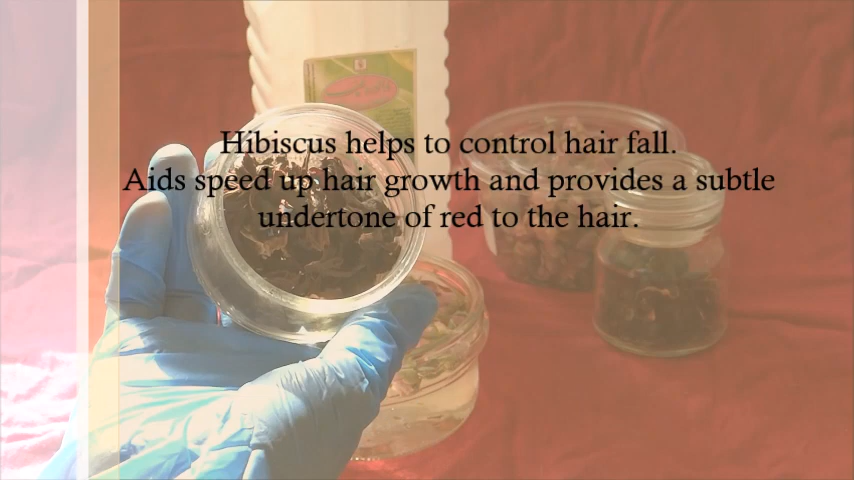 Hibiscus helps to control hair fall.
Aids speed up hair growth and provides a subtle
undertone of red to the hair.